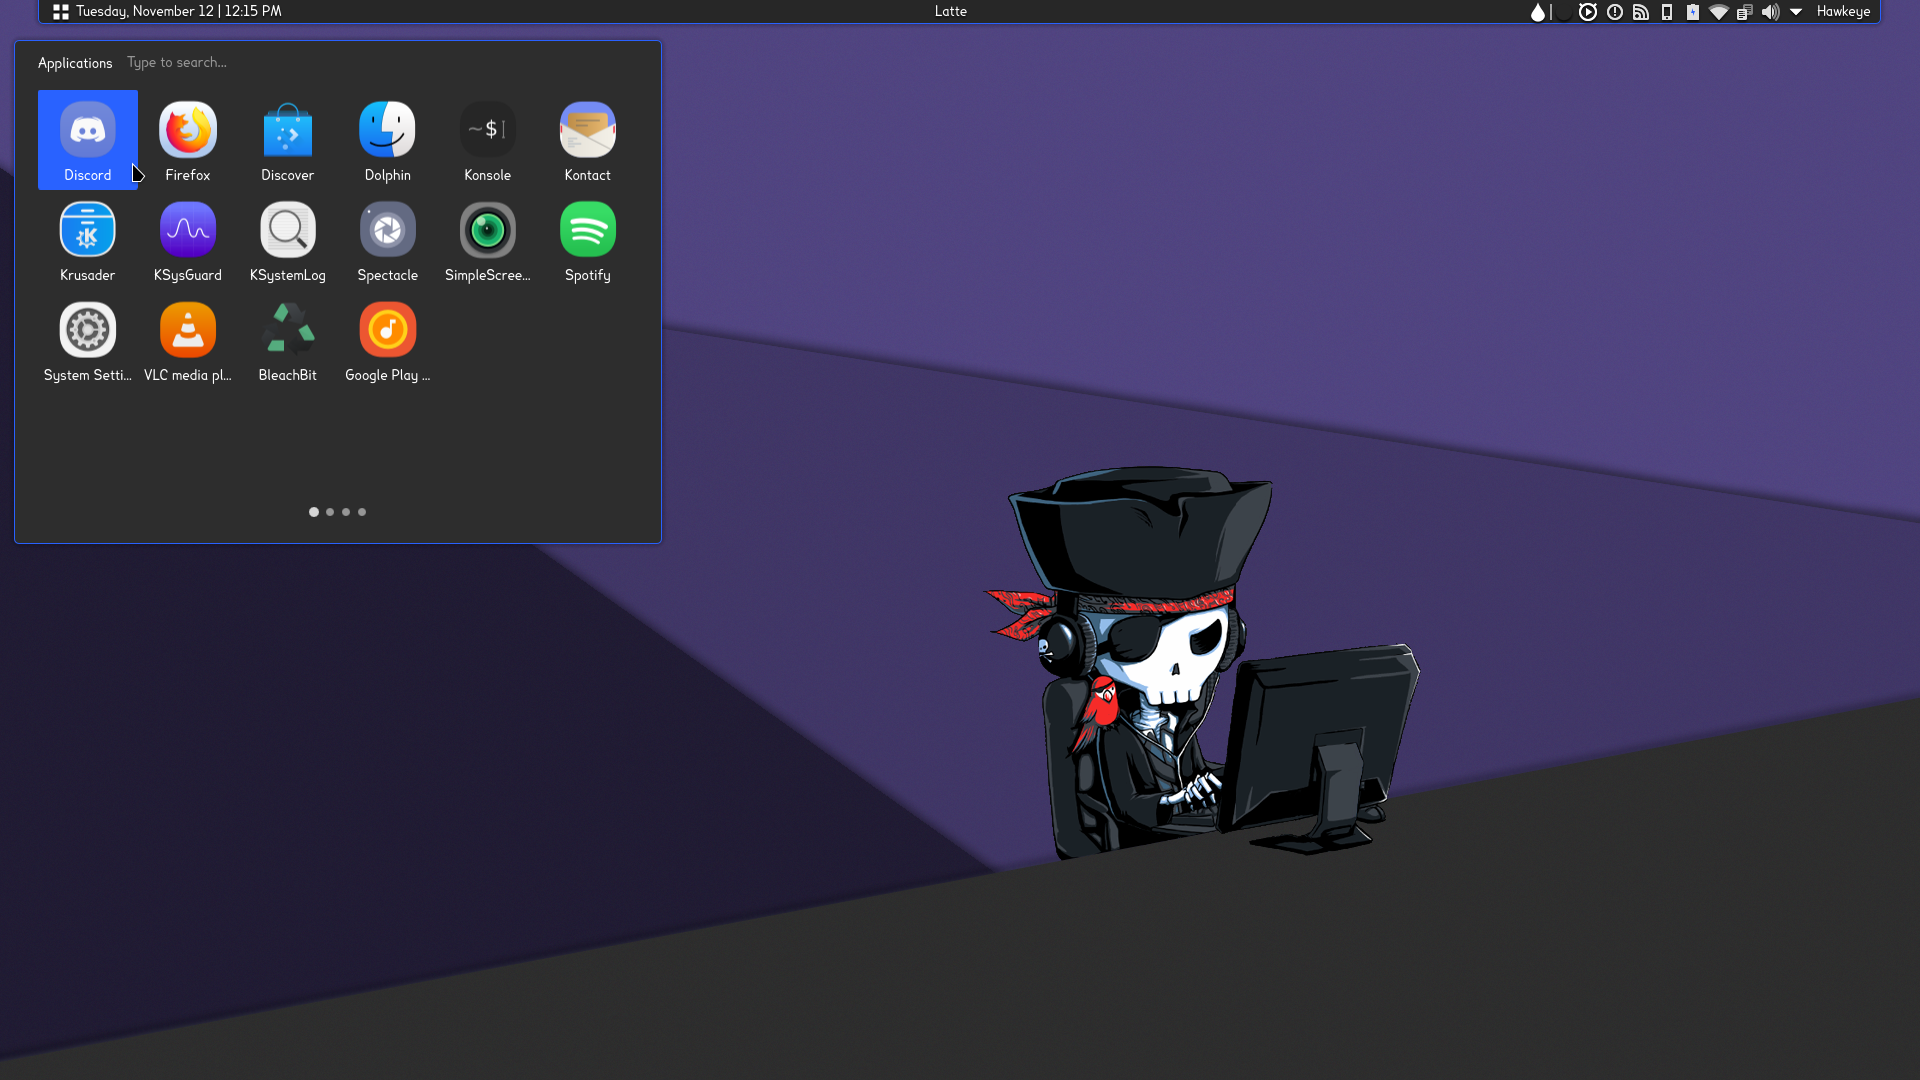 Tuesday, November 12 | 12:15 PM
Latte
Hawkeye
Applications
Type to search...
Discord
Firefox
Discover
~$
Dolphin
Konsole
Kontact
Krusader
KSysGuard
KSystemLog
Spectacle
SimpleScree...
Spotify
System Setti...
VLC media pl...
BleachBit
Google Play ...